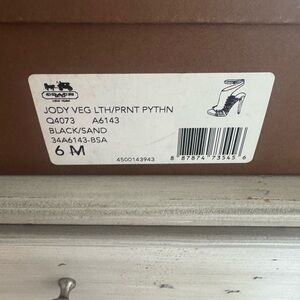 COACH
NEW YORK
JODY VEG LTH/PRNT PYTHN
Q4073 A6143
BLACK/SAND
34A6143-BSA
6 M
4500143943
8 87874 73545 6